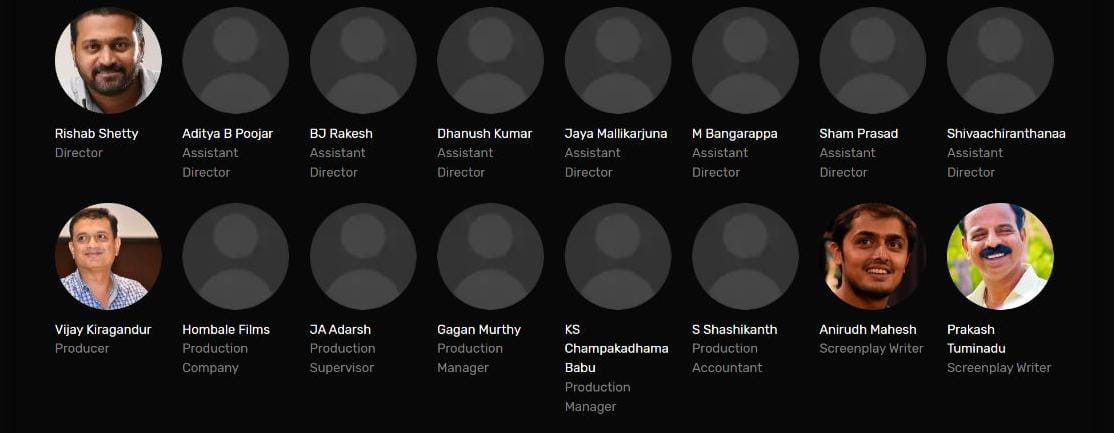 Rishab Shetty
Director
Aditya B Poojar
Assistant
Director
BJ Rakesh
Assistant
Director
Dhanush Kumar
Assistant
Director
Jaya Mallikarjuna
Assistant
Director
M Bangarappa
Assistant
Director
Sham Prasad
Assistant
Director
Shivaachiranthanaa
Assistant
Director
Vijay Kiragandur
Producer
Hombale Films
Production
Company
JA Adarsh
Production
Supervisor
Gagan Murthy
Production
Manager
KS
Champakadhama
Babu
Production
Manager
S Shashikanth
Production
Accountant
Anirudh Mahesh
Screenplay Writer
Prakash
Tuminadu
Screenplay Writer